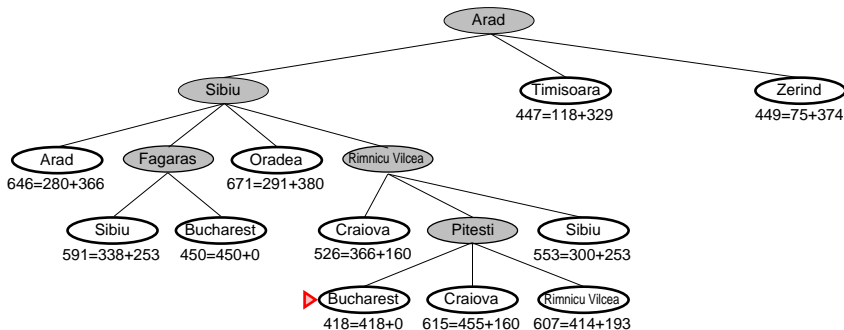 Arad
Sibiu
Timisoara
Zerind
447=118+329
449=75+374
Arad
Fagaras
Oradea
Rimnicu Vilcea
646=280+366
671=291+380
Sibiu
Bucharest
Craiova
Pitesti
Sibiu
591=338+253
450=450+0
526=366+160
553=300+253
Bucharest
Craiova
Rimnicu Vilcea
418=418+0
615=455+160
607=414+193